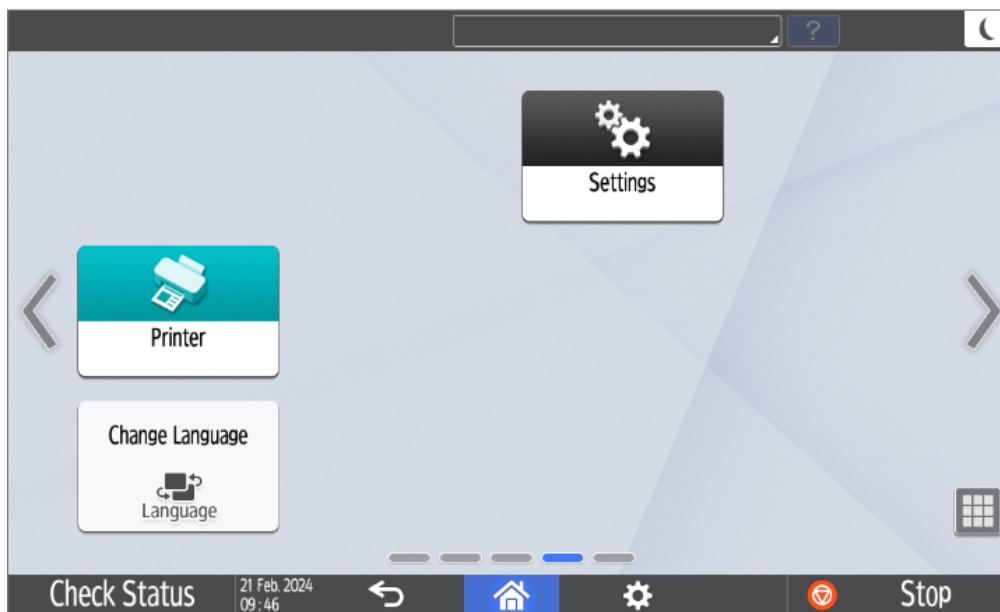 ?
Settings
Printer
Change Language
Language
Check Status
21 Feb. 2024
09:46
Stop